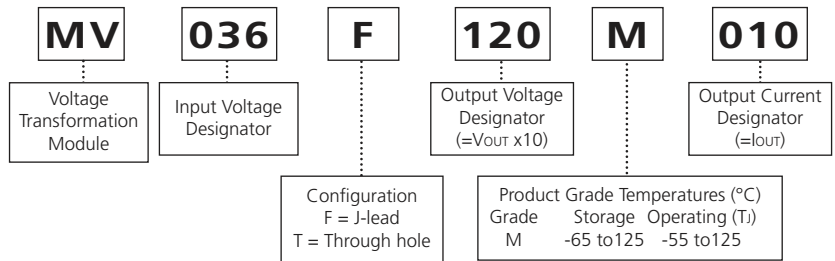 MV 036 F 120 M 010
Voltage
Transformation
Module
Input Voltage
Designator
Output Voltage
Designator
(=VOUT x10)
Output Current
Designator
(=IOUT)
Configuration
F = J-lead
T = Through hole
Product Grade Temperatures (°C)
Grade Storage Operating (TJ)
M -65 to125 -55 to125